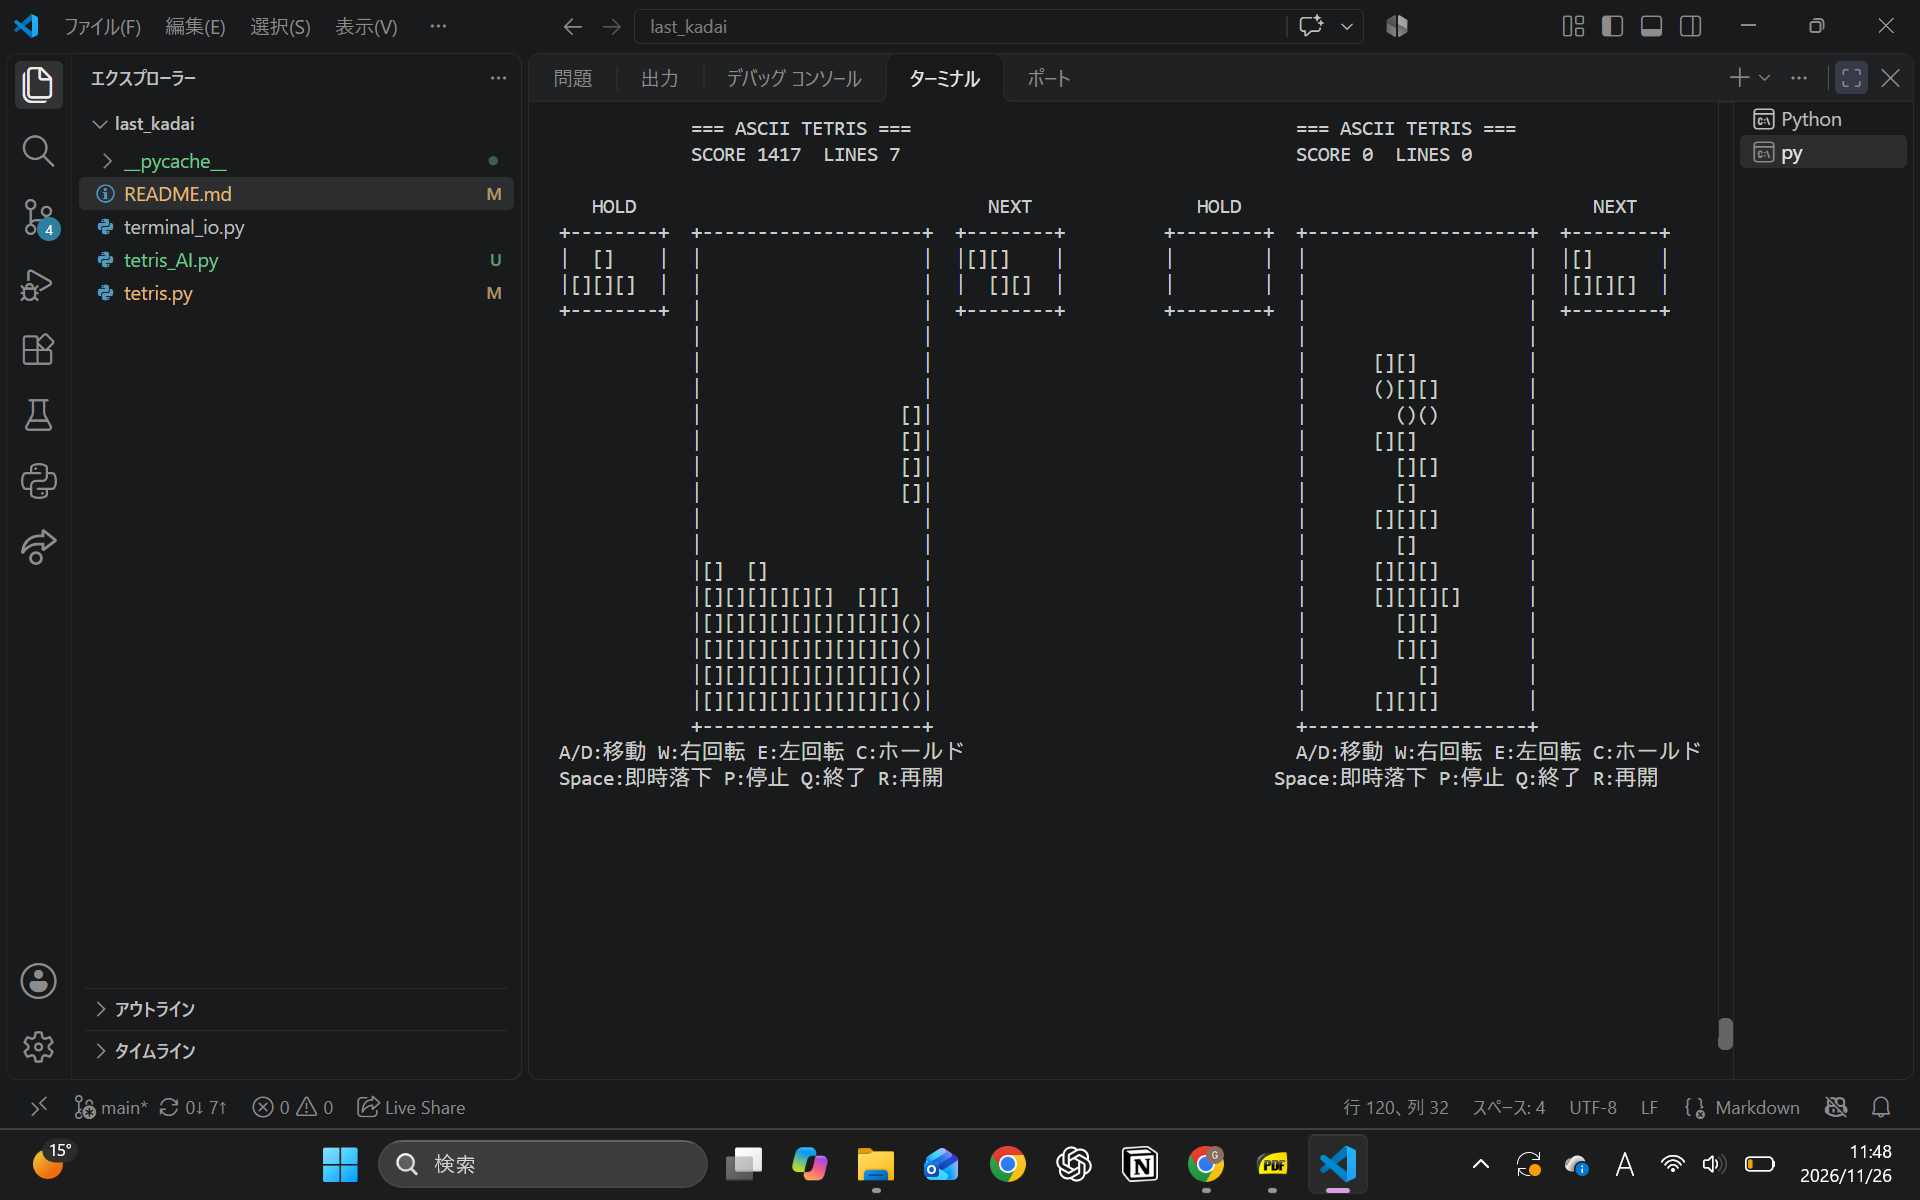 ファイル(F) 編集(E) 選択(S) 表示(V) ··· last_kadai
エクスプローラー ···
last_kadai
__pycache__
README.md M
terminal_io.py
tetris_AI.py U
tetris.py M
4
アウトライン
タイムライン
問題 出力 デバッグ コンソール ターミナル ポート
Python
py
=== ASCII TETRIS === === ASCII TETRIS ===
SCORE 1417 LINES 7 SCORE 0 LINES 0
HOLD NEXT HOLD NEXT
+--------+ +--------------------+ +--------+ +--------+ +--------------------+ +--------+
|  []    | |                    | |[][]    | |        | |                    | |[]      |
|[][][]  | |                    | |  [][]  | |        | |                    | |[][][]  |
+--------+ |                    | +--------+ +--------+ |                    | +--------+
|                    | |                    |
|                    | |      [][]          |
|                    | |      ()[][]        |
|                  []| |        ()()        |
|                  []| |      [][]          |
|                  []| |        [][]        |
|                  []| |        []          |
|                    | |      [][][]        |
|                    | |        []          |
|[]  []              | |      [][][]        |
|[][][][][][]  [][]  | |      [][][][]      |
|[][][][][][][][][]()| |        [][]        |
|[][][][][][][][][]()| |        [][]        |
|[][][][][][][][][]()| |          []        |
|[][][][][][][][][]()| |      [][][]        |
+--------------------+ +--------------------+
A/D:移動 W:右回転 E:左回転 C:ホールド A/D:移動 W:右回転 E:左回転 C:ホールド
Space:即時落下 P:停止 Q:終了 R:再開 Space:即時落下 P:停止 Q:終了 R:再開
main* 0↓ 7↑ 0 0 Live Share 行 120、列 32 スペース: 4 UTF-8 LF Markdown
15° 検索 PDF A 11:48
2026/11/26